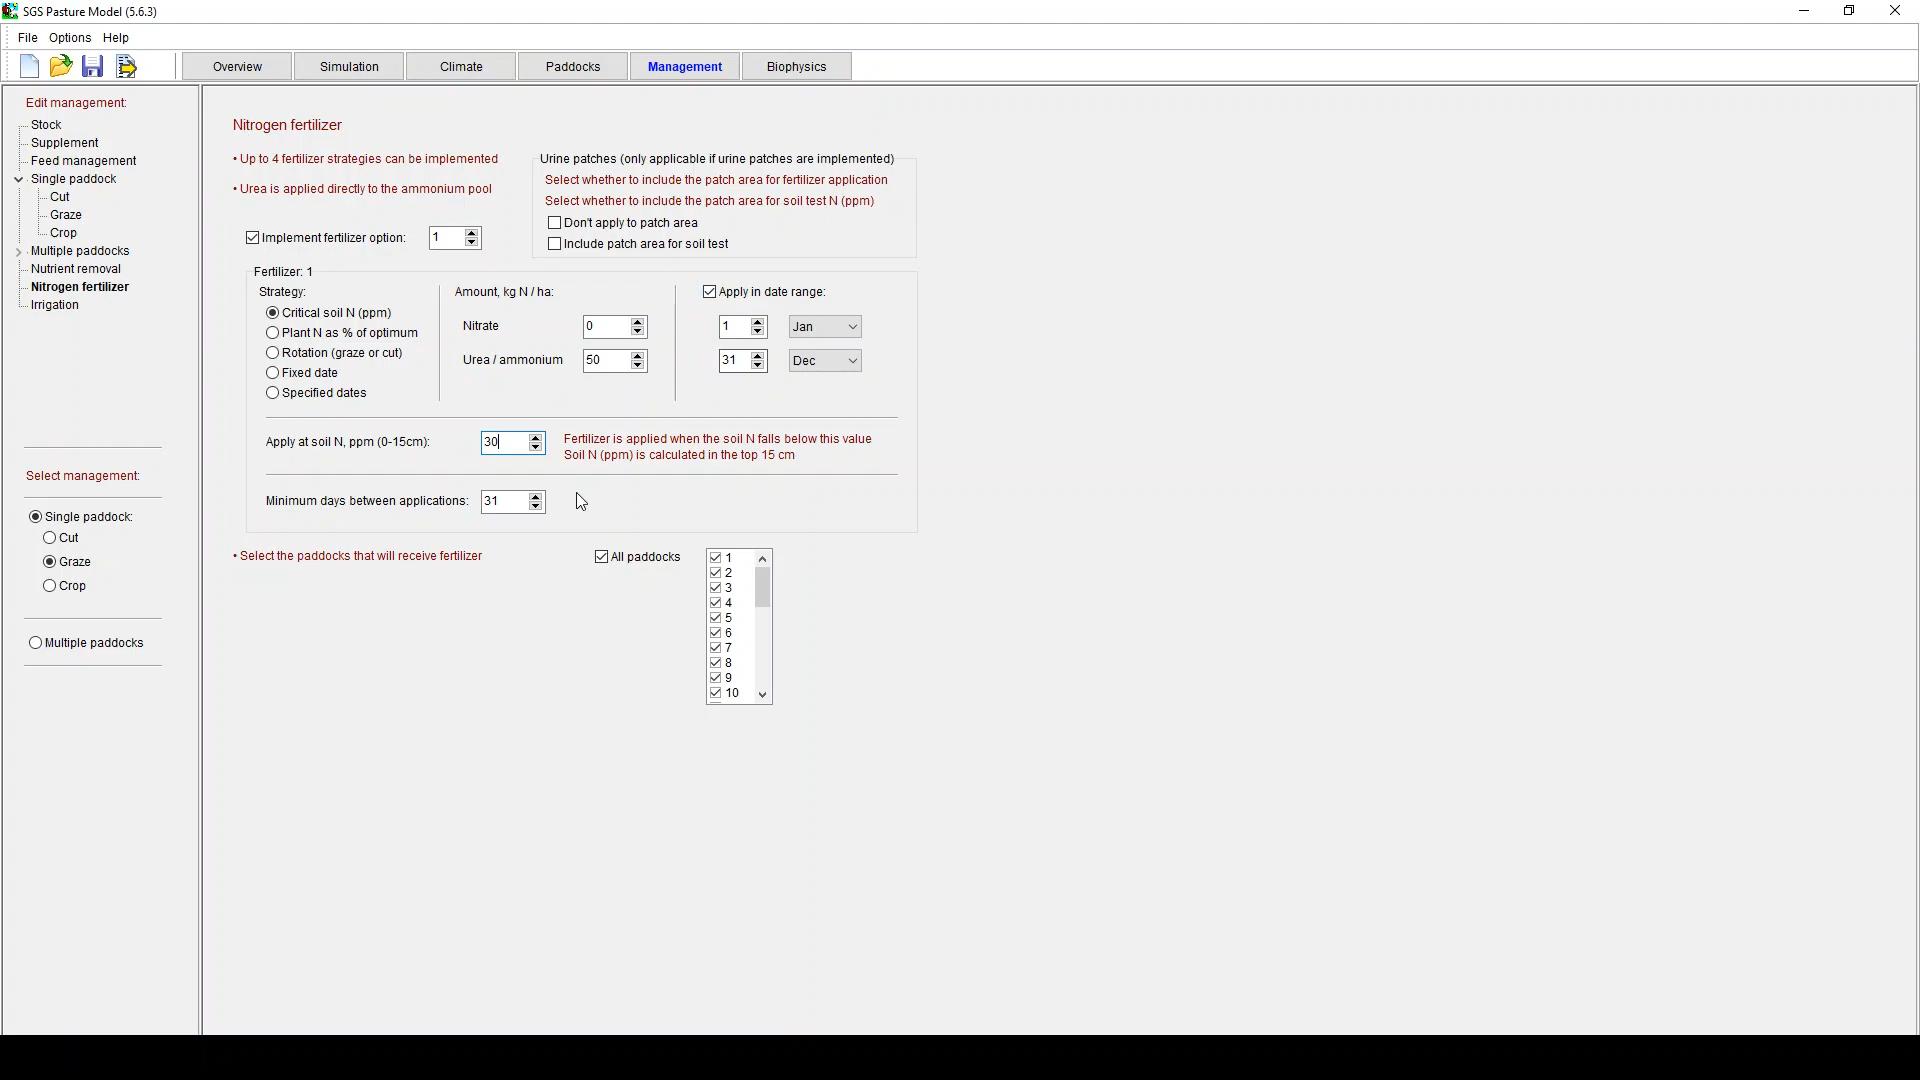 SGS Pasture Model (5.6.3)
File Options Help
Overview Simulation Climate Paddocks Management Biophysics
Edit management:
Stock
Supplement
Feed management
Single paddock
Cut
Graze
Crop
Multiple paddocks
Nutrient removal
Nitrogen fertilizer
Irrigation
Select management:
Single paddock:
Cut
Graze
Crop
Multiple paddocks
Nitrogen fertilizer
• Up to 4 fertilizer strategies can be implemented
• Urea is applied directly to the ammonium pool
Urine patches (only applicable if urine patches are implemented)
Select whether to include the patch area for fertilizer application
Select whether to include the patch area for soil test N (ppm)
Don't apply to patch area
Include patch area for soil test
Implement fertilizer option: 1
Fertilizer: 1
Strategy:
Critical soil N (ppm)
Plant N as % of optimum
Rotation (graze or cut)
Fixed date
Specified dates
Amount, kg N / ha:
Nitrate 0
Urea / ammonium 50
Apply in date range:
1 Jan
31 Dec
Apply at soil N, ppm (0-15cm): 30
Fertilizer is applied when the soil N falls below this value
Soil N (ppm) is calculated in the top 15 cm
Minimum days between applications: 31
• Select the paddocks that will receive fertilizer
All paddocks
1
2
3
4
5
6
7
8
9
10